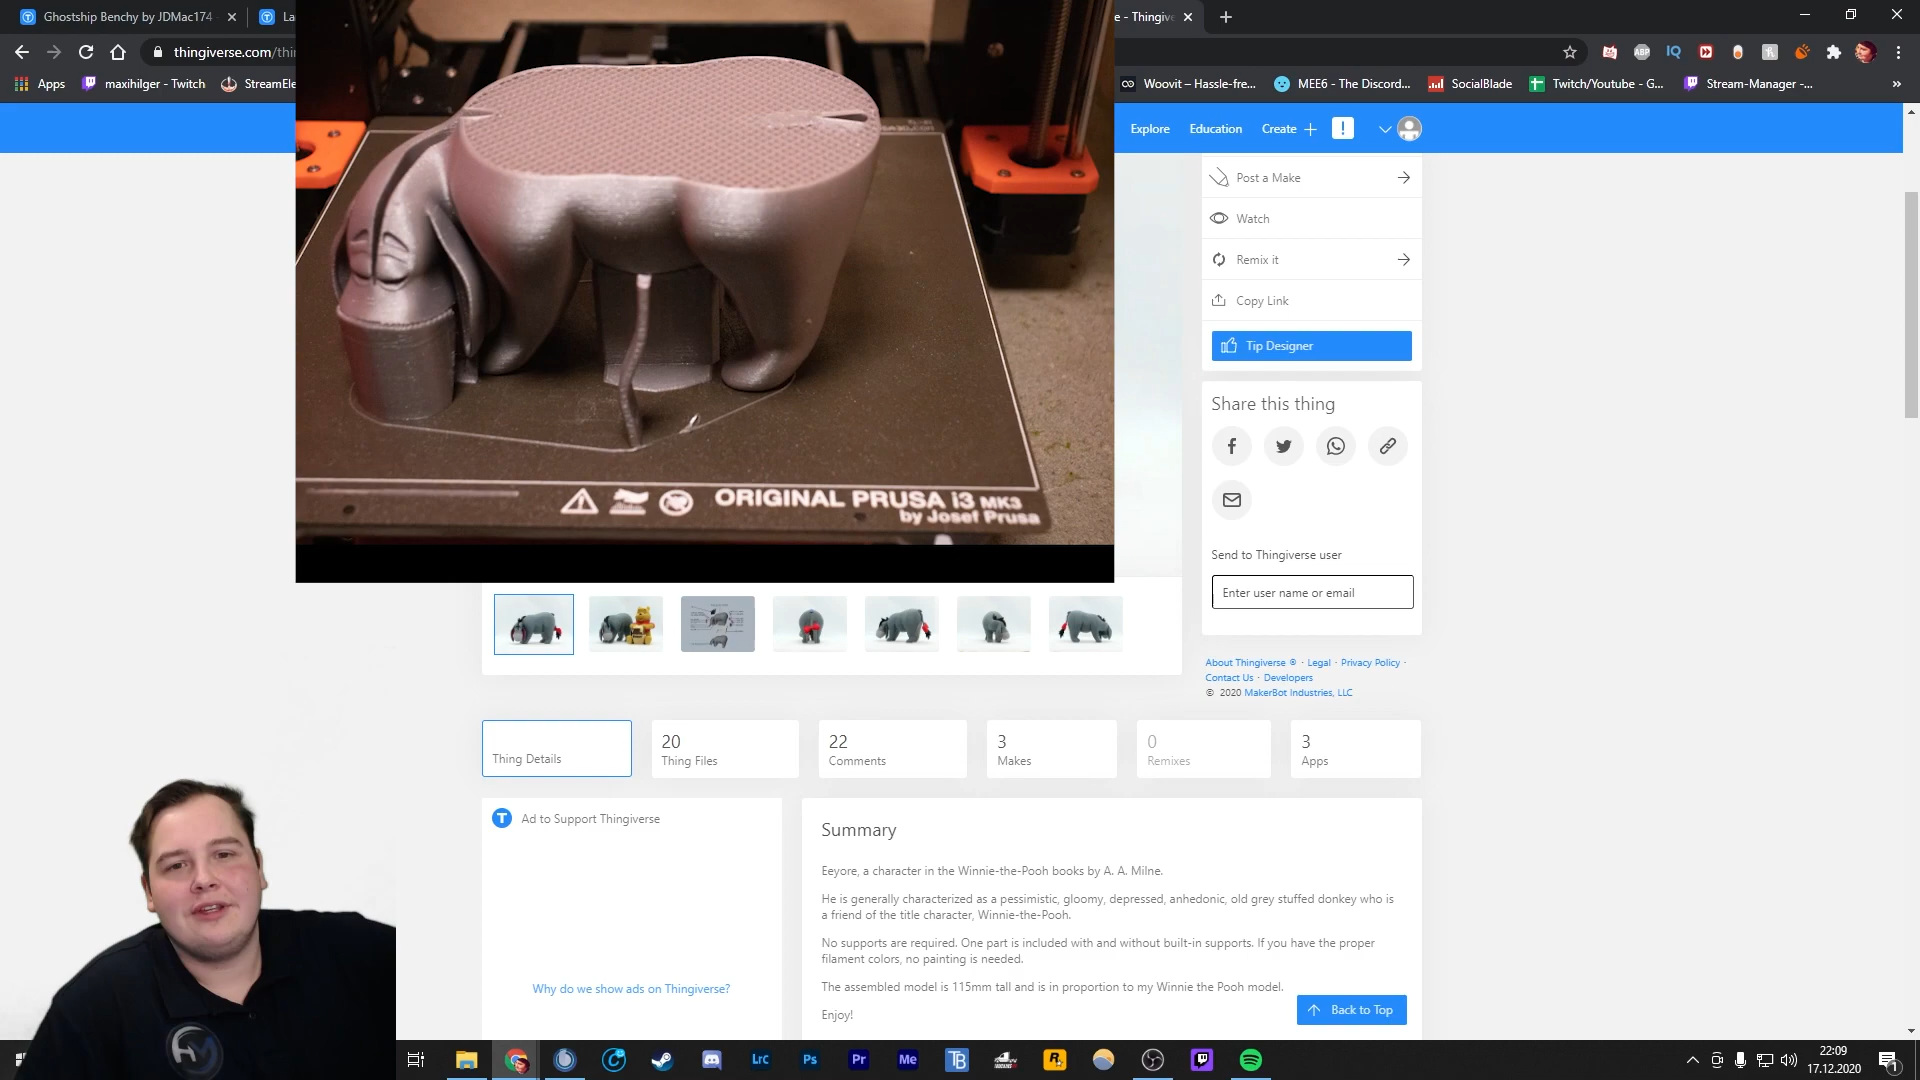 Ghostship Benchy by JDMac174
La
e - Thingiv
thingiverse.com/thi
Apps
maxihilger - Twitch
StreamEle
Woovit – Hassle-fre...
MEE6 - The Discord...
SocialBlade
Twitch/Youtube - G...
Stream-Manager -...
Explore
Education
Create
Post a Make
Watch
Remix it
Copy Link
Tip Designer
Share this thing
Send to Thingiverse user
Enter user name or email
ORIGINAL PRUSA i3 MK3
by Josef Prusa
About Thingiverse ® · Legal · Privacy Policy ·
Contact Us · Developers
© 2020 MakerBot Industries, LLC
Thing Details
20
Thing Files
22
Comments
3
Makes
0
Remixes
3
Apps
Ad to Support Thingiverse
Why do we show ads on Thingiverse?
Summary
Eeyore, a character in the Winnie-the-Pooh books by A. A. Milne.
He is generally characterized as a pessimistic, gloomy, depressed, anhedonic, old grey stuffed donkey who is
a friend of the title character, Winnie-the-Pooh.
No supports are required. One part is included with and without built-in supports. If you have the proper
filament colors, no painting is needed.
The assembled model is 115mm tall and is in proportion to my Winnie the Pooh model.
Enjoy!
Back to Top
LrC
Ps
Pr
Me
TB
22:09
17.12.2020
1